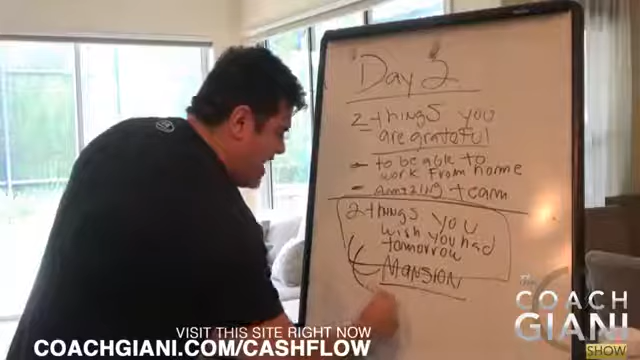 Day 2
2 things you
are grateful
- to be able to
work from home
- amazing team
2 things you
wish you had
tomorrow
MANSION
THE
COACH
GIANI
SHOW
VISIT THIS SITE RIGHT NOW
COACHGIANI.COM/CASHFLOW